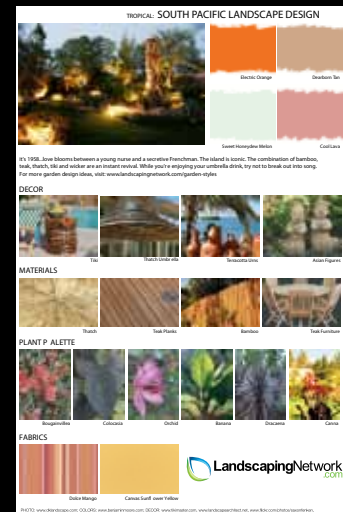 TROPICAL: SOUTH PACIFIC LANDSCAPE DESIGN
Electric Orange
Dearborn Tan
Sweet Honeydew Melon
Cool Lava
It's 1958. Love blooms between a young nurse and a secretive Frenchman. The island is iconic. The combination of bamboo,
teak, thatch, tiki and wicker are an instant revival. While you're enjoying your umbrella drink, try not to break out into song.
For more garden design ideas, visit: www.landscapingnetwork.com/garden-styles
DECOR
Tiki
Thatch Umbr ella
Terracotta Urns
Asian Figures
MATERIALS
Thatch
Teak Planks
Bamboo
Teak Furniture
PLANT P ALETTE
Bougainvillea
Colocasia
Orchid
Banana
Dracaena
Canna
FABRICS
Dolce Mango
Canvas Sunfl ower Yellow
LandscapingNetwork
.com